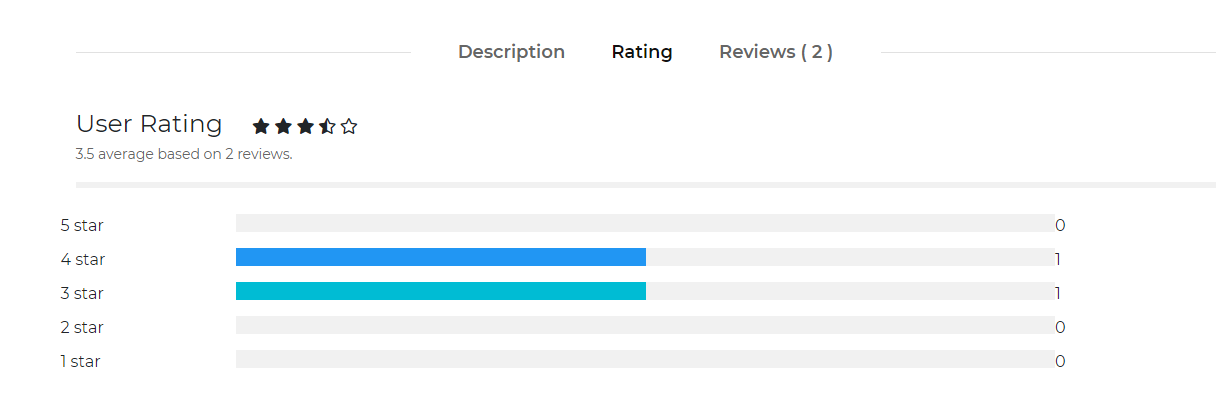 Description Rating Reviews ( 2 )
User Rating
3.5 average based on 2 reviews.
5 star 0
4 star 1
3 star 1
2 star 0
1 star 0